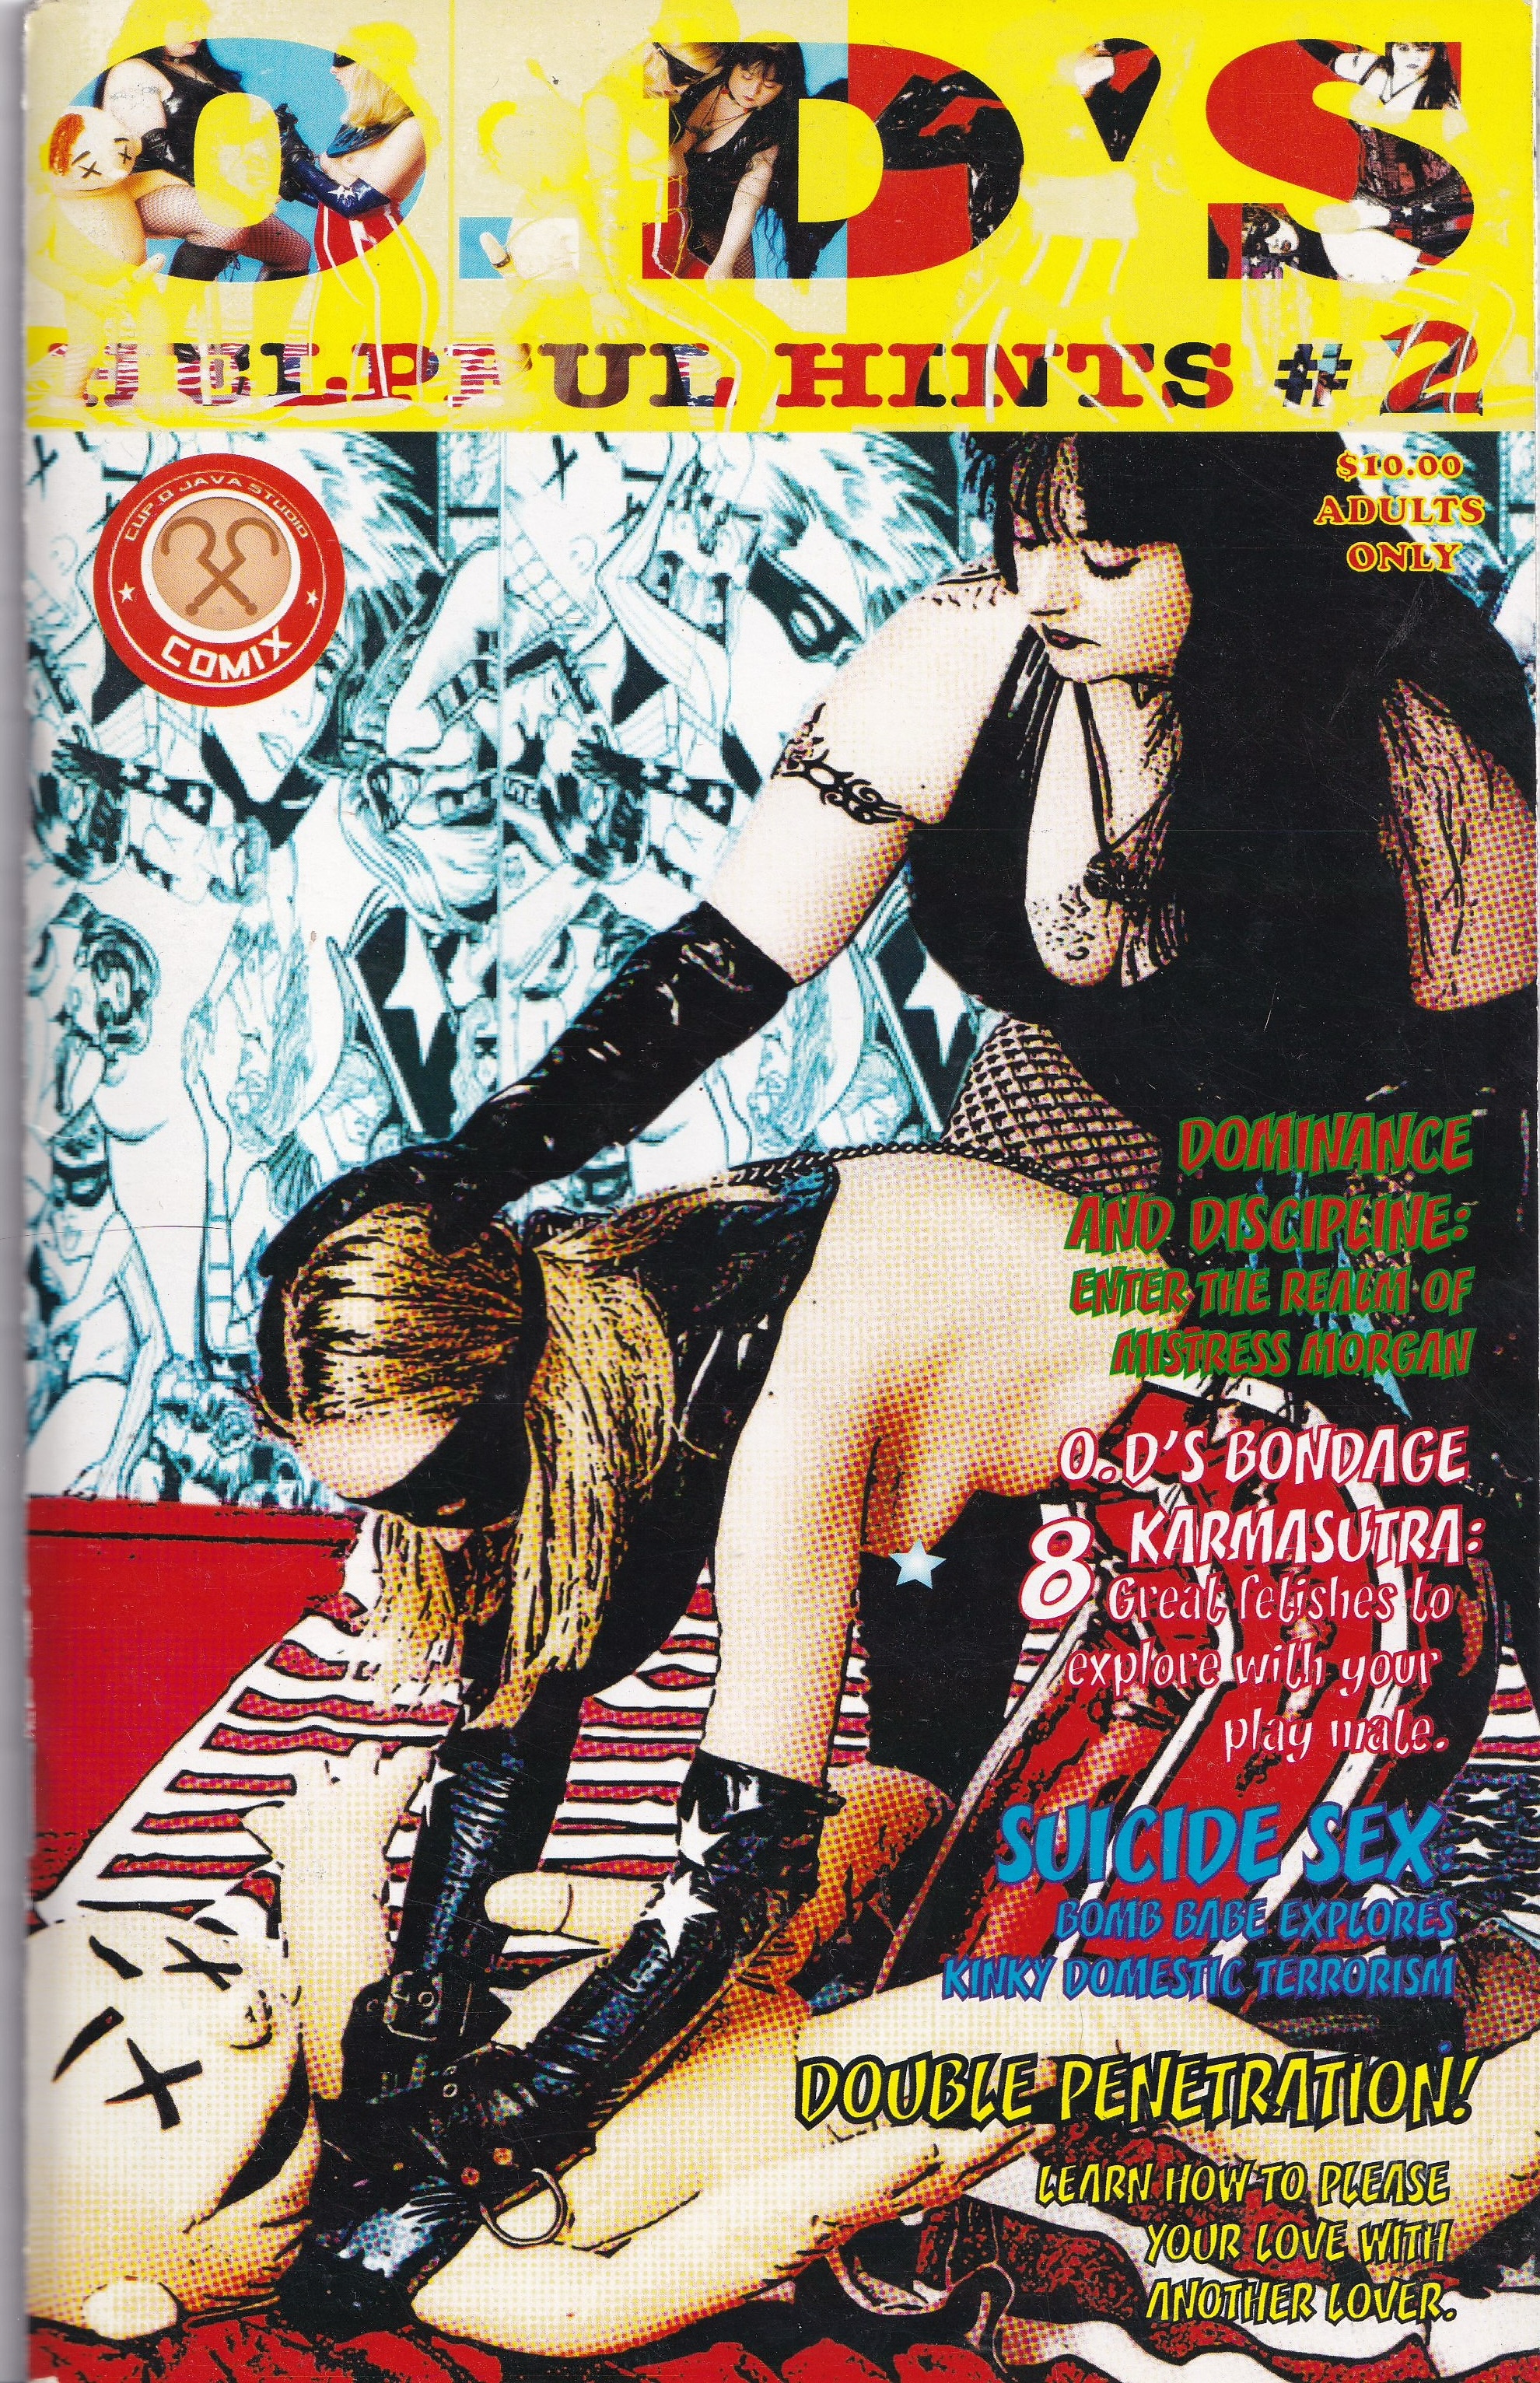 O.D'S
HELPFUL HINTS #2
CUP O JAVA STUDIO
COMIX
$10.00
ADULTS
ONLY
DOMINANCE
AND DISCIPLINE:
ENTER THE REALM OF
MISTRESS MORGAN
O.D'S BONDAGE
8 KARMASUTRA:
Great fetishes to
explore with your
play mate.
SUICIDE SEX:
BOMB BABE EXPLORES
KINKY DOMESTIC TERRORISM
DOUBLE PENETRATION!
LEARN HOW TO PLEASE
YOUR LOVE WITH
ANOTHER LOVER.